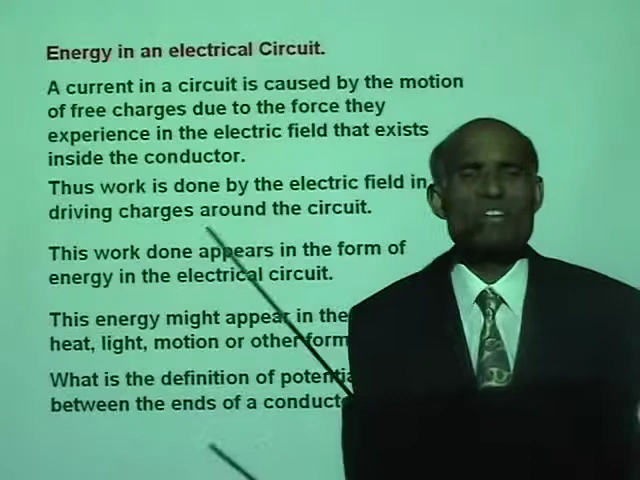 Energy in an electrical Circuit.
A current in a circuit is caused by the motion
of free charges due to the force they
experience in the electric field that exists
inside the conductor.
Thus work is done by the electric field in
driving charges around the circuit.
This work done appears in the form of
energy in the electrical circuit.
This energy might appear in the
heat, light, motion or other form
What is the definition of potentia
between the ends of a conduct